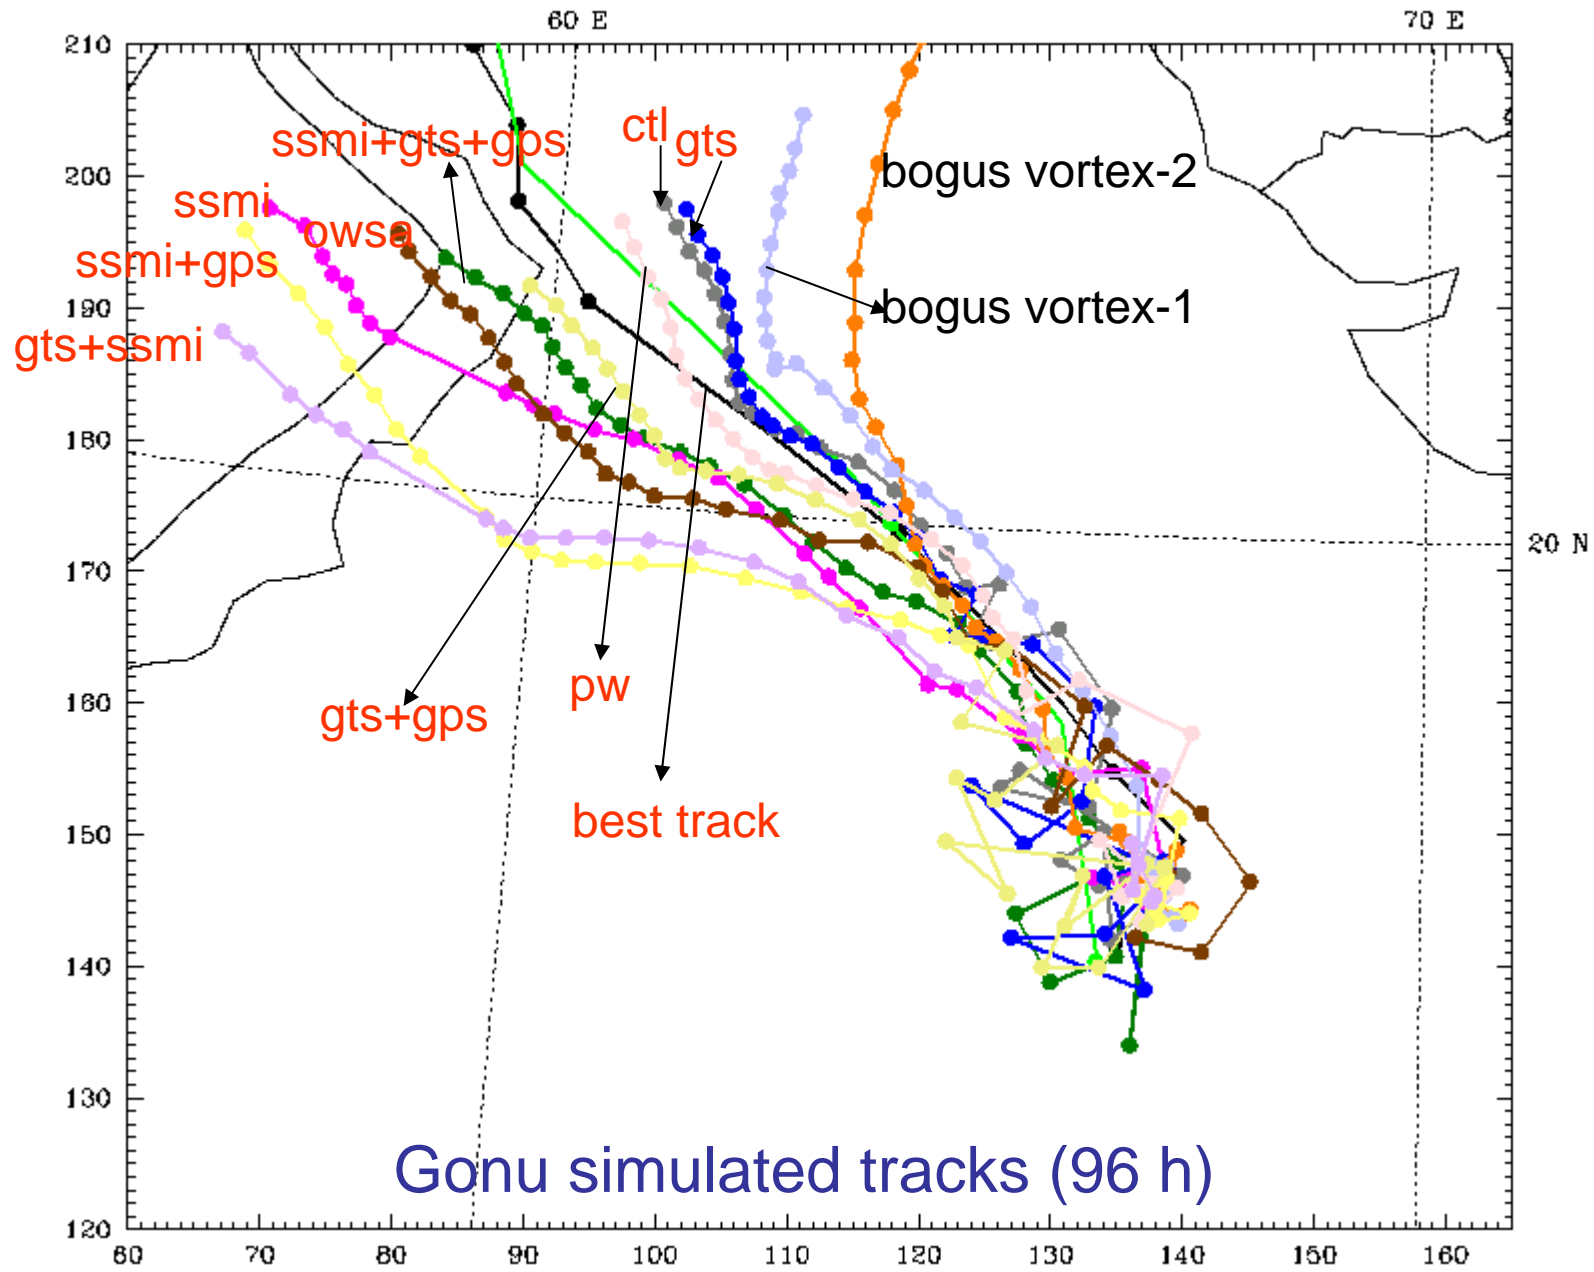 60 E 70 E
210
200
190
180
170
160
150
140
130
120
ssmi+gts+gps
ctl
gts
bogus vortex-2
ssmi
owsa
ssmi+gps
bogus vortex-1
gts+ssmi
20 N
pw
gts+gps
best track
Gonu simulated tracks (96 h)
60 70 80 90 100 110 120 130 140 150 160